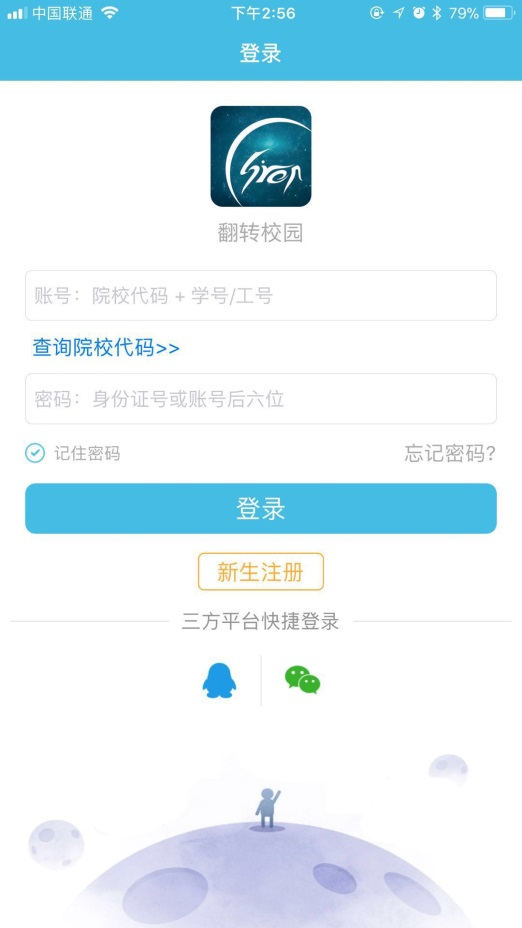 中国联通 下午2:56 79%
登录
翻转校园
账号：院校代码 + 学号/工号
查询院校代码>>
密码：身份证号或账号后六位
记住密码 忘记密码?
登录
新生注册
三方平台快捷登录